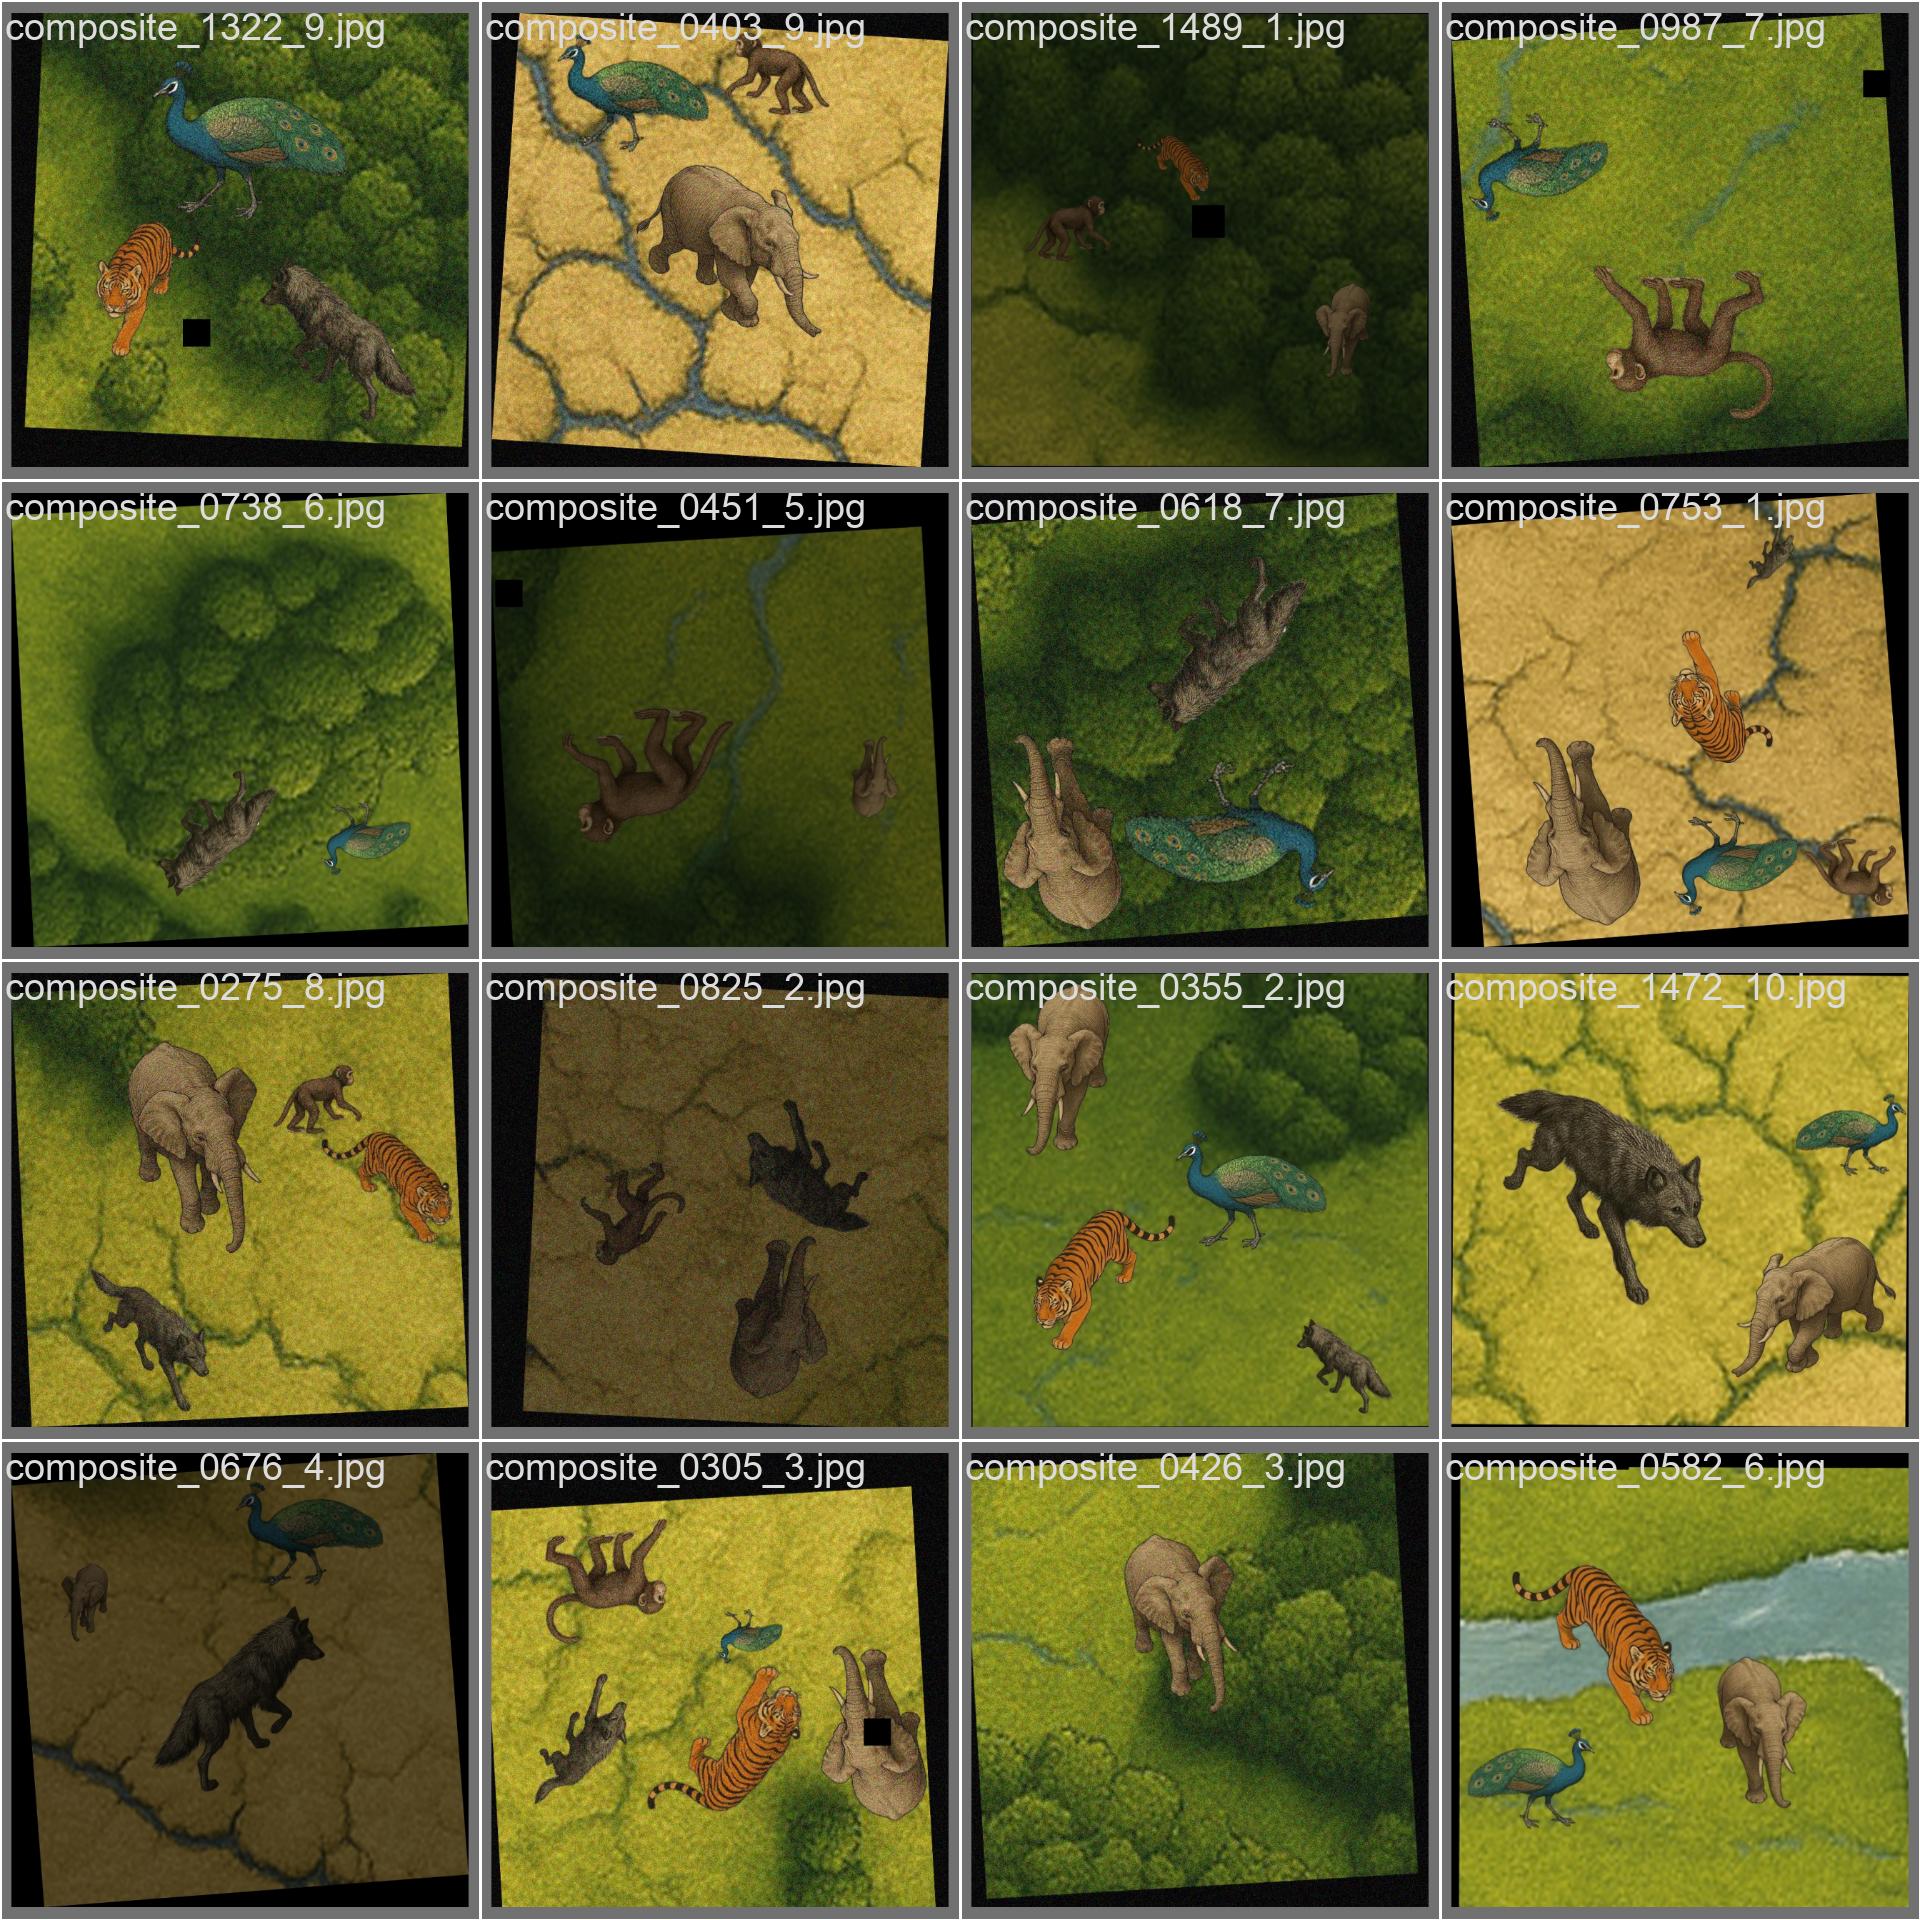 composite_1322_9.jpg
composite_0403_9.jpg
composite_1489_1.jpg
composite_0987_7.jpg
composite_0738_6.jpg
composite_0451_5.jpg
composite_0618_7.jpg
composite_0753_1.jpg
composite_0275_8.jpg
composite_0825_2.jpg
composite_0355_2.jpg
composite_1472_10.jpg
composite_0676_4.jpg
composite_0305_3.jpg
composite_0426_3.jpg
composite_0582_6.jpg